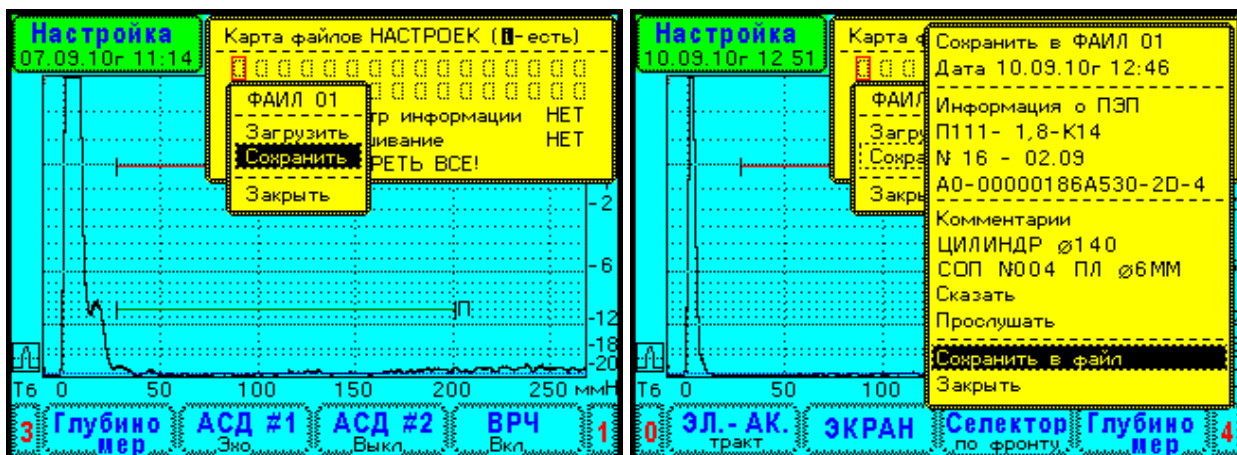 Настройка
07.09.10г 11:14
Карта файлов НАСТРОЕК ( -есть)
ФАИЛ 01
Загрузить
Сохранить
Закрыть
тр информации НЕТ
ивание НЕТ
РЕТЬ ВСЕ!
-2
-6
-12
-18
-20
Т6 0 50 100 150 200 250 ммН
3 Глубино мер
АСД #1
Эхо
АСД #2
Выкл
ВРЧ
Вкл
1
Настройка
10.09.10г 12 51
Карта ф
ФАИЛ
Загру
Сохра
Закры
Сохранить в ФАИЛ 01
Дата 10.09.10г 12:46
Информация о ПЭП
П111- 1,8-К14
N 16 - 02.09
А0-00000186А530-2D-4
Комментарии
ЦИЛИНДР ⌀140
СОП N004 ПЛ ⌀6ММ
Сказать
Прослушать
Сохранить в файл
Закрыть
Т6 0 50 100
0 ЭЛ.- АК.
тракт
ЭКРАН
Селектор
по фронту
Глубино мер
4